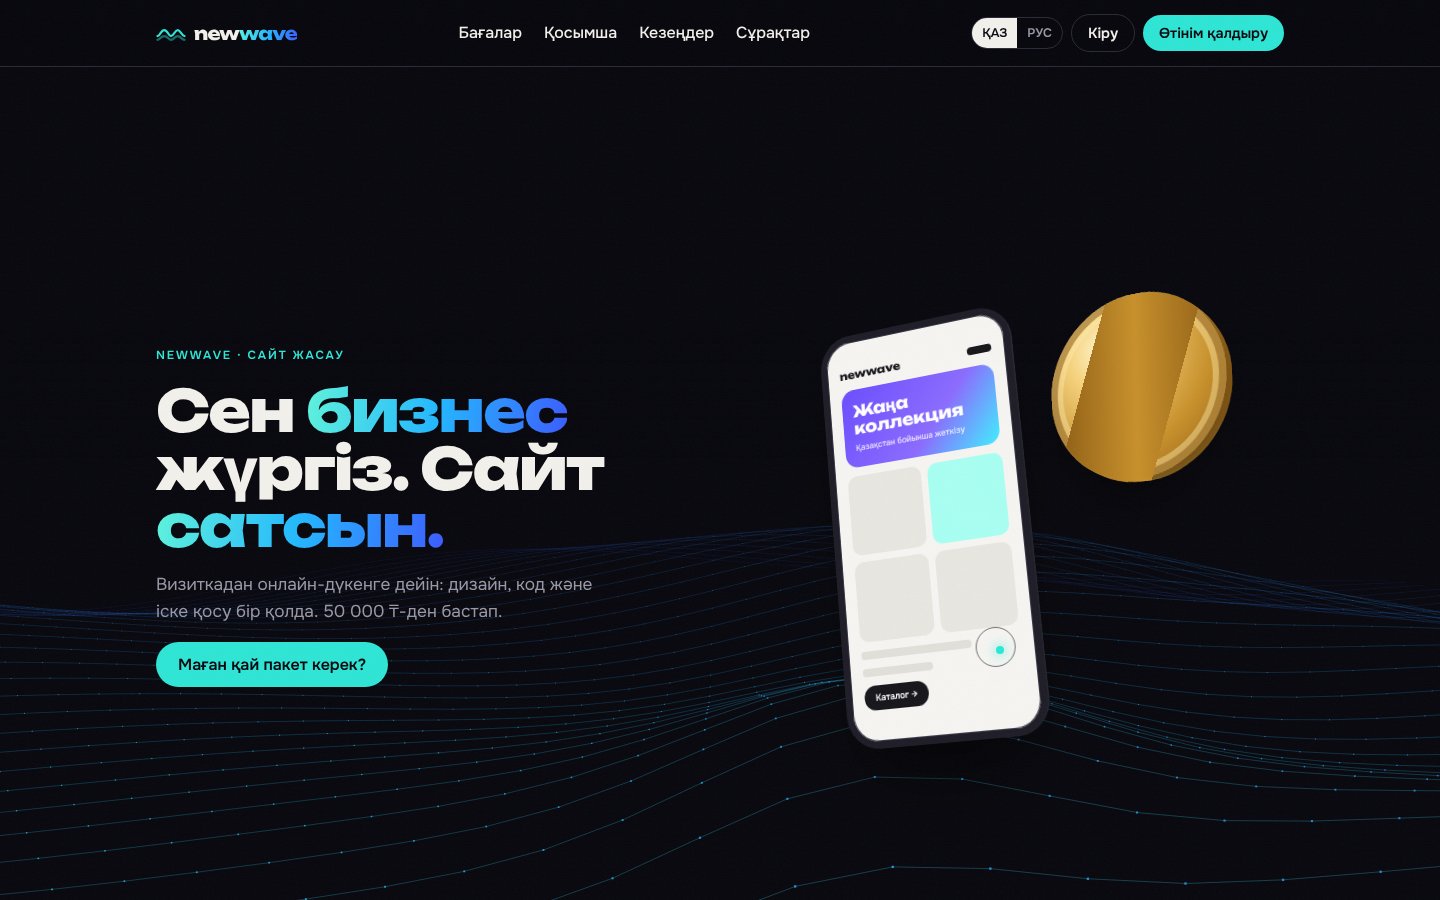 newwave
Бағалар Қосымша Кезеңдер Сұрақтар
ҚАЗ РУС
Кіру
Өтінім қалдыру
NEWWAVE · САЙТ ЖАСАУ
Сен бизнес
жүргіз. Сайт
сатсын.
Визиткадан онлайн-дүкенге дейін: дизайн, код және
іске қосу бір қолда. 50 000 ₸-ден бастап.
Маған қай пакет керек?
newwave
Жаңа
коллекция
Қазақстан бойынша жеткізу
Каталог →